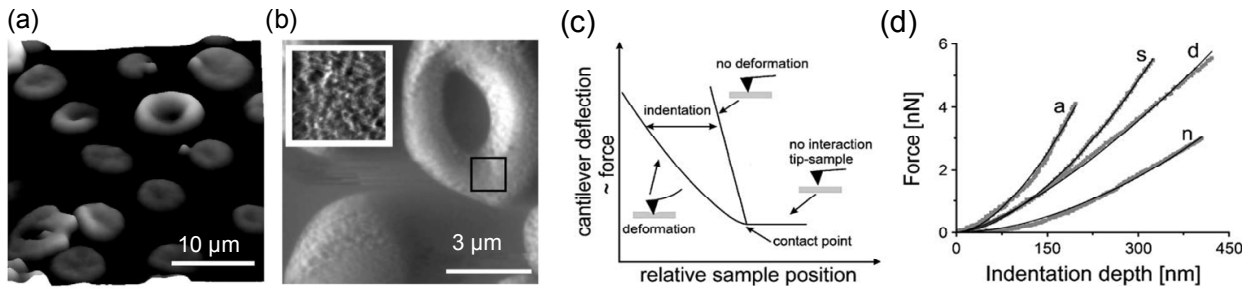 (a)
10 µm
(b)
3 µm
(c)
cantilever deflection
~ force
no deformation
indentation
no interaction
tip-sample
deformation
contact point
relative sample position
(d)
Force [nN]
6
4
2
0
a
s
d
n
0
150
300
450
Indentation depth [nm]